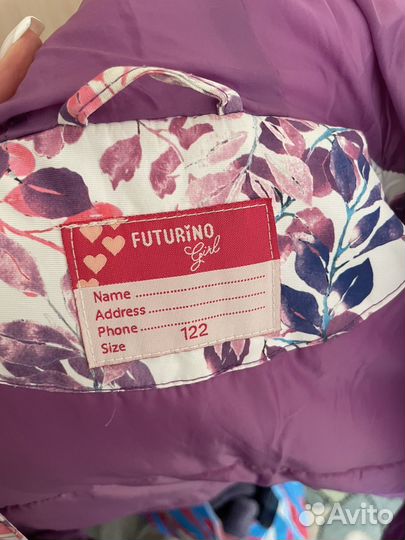 FUTURINO
Girl
Name ......................
Address ...................
Phone ......................
Size 122
Avito